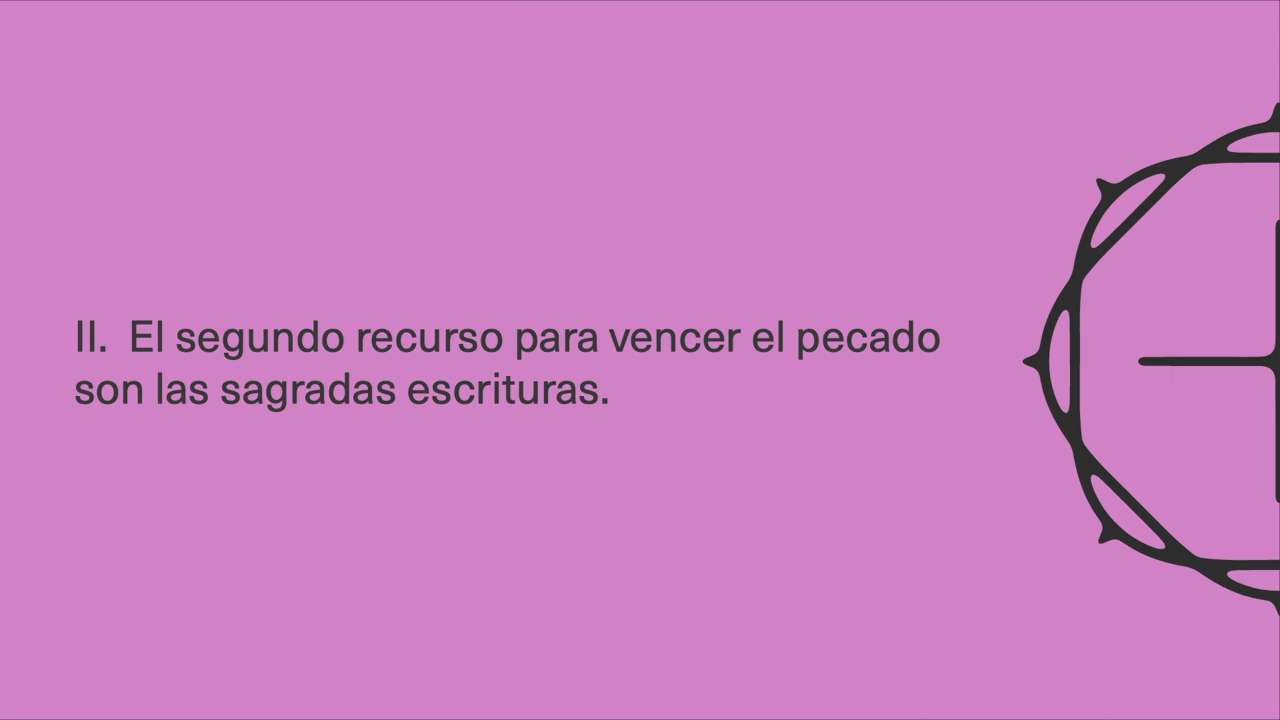 II. El segundo recurso para vencer el pecado
son las sagradas escrituras.